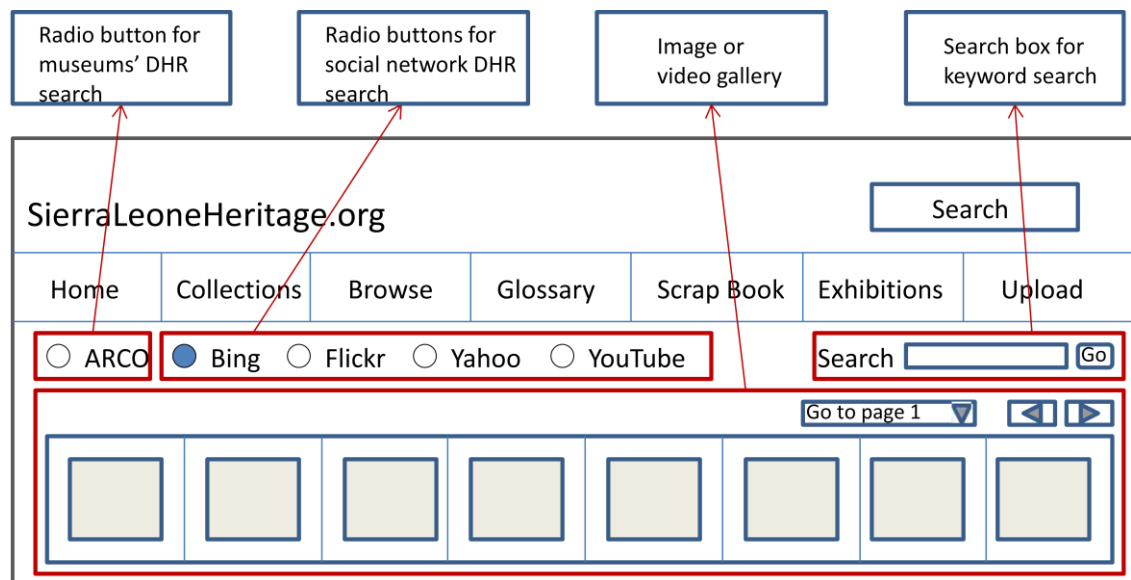 Radio button for
museums’ DHR
search
Radio buttons for
social network DHR
search
Image or
video gallery
Search box for
keyword search
SierraLeoneHeritage.org
Search
Home Collections Browse Glossary Scrap Book Exhibitions Upload
ARCO Bing Flickr Yahoo YouTube Search Go
Go to page 1